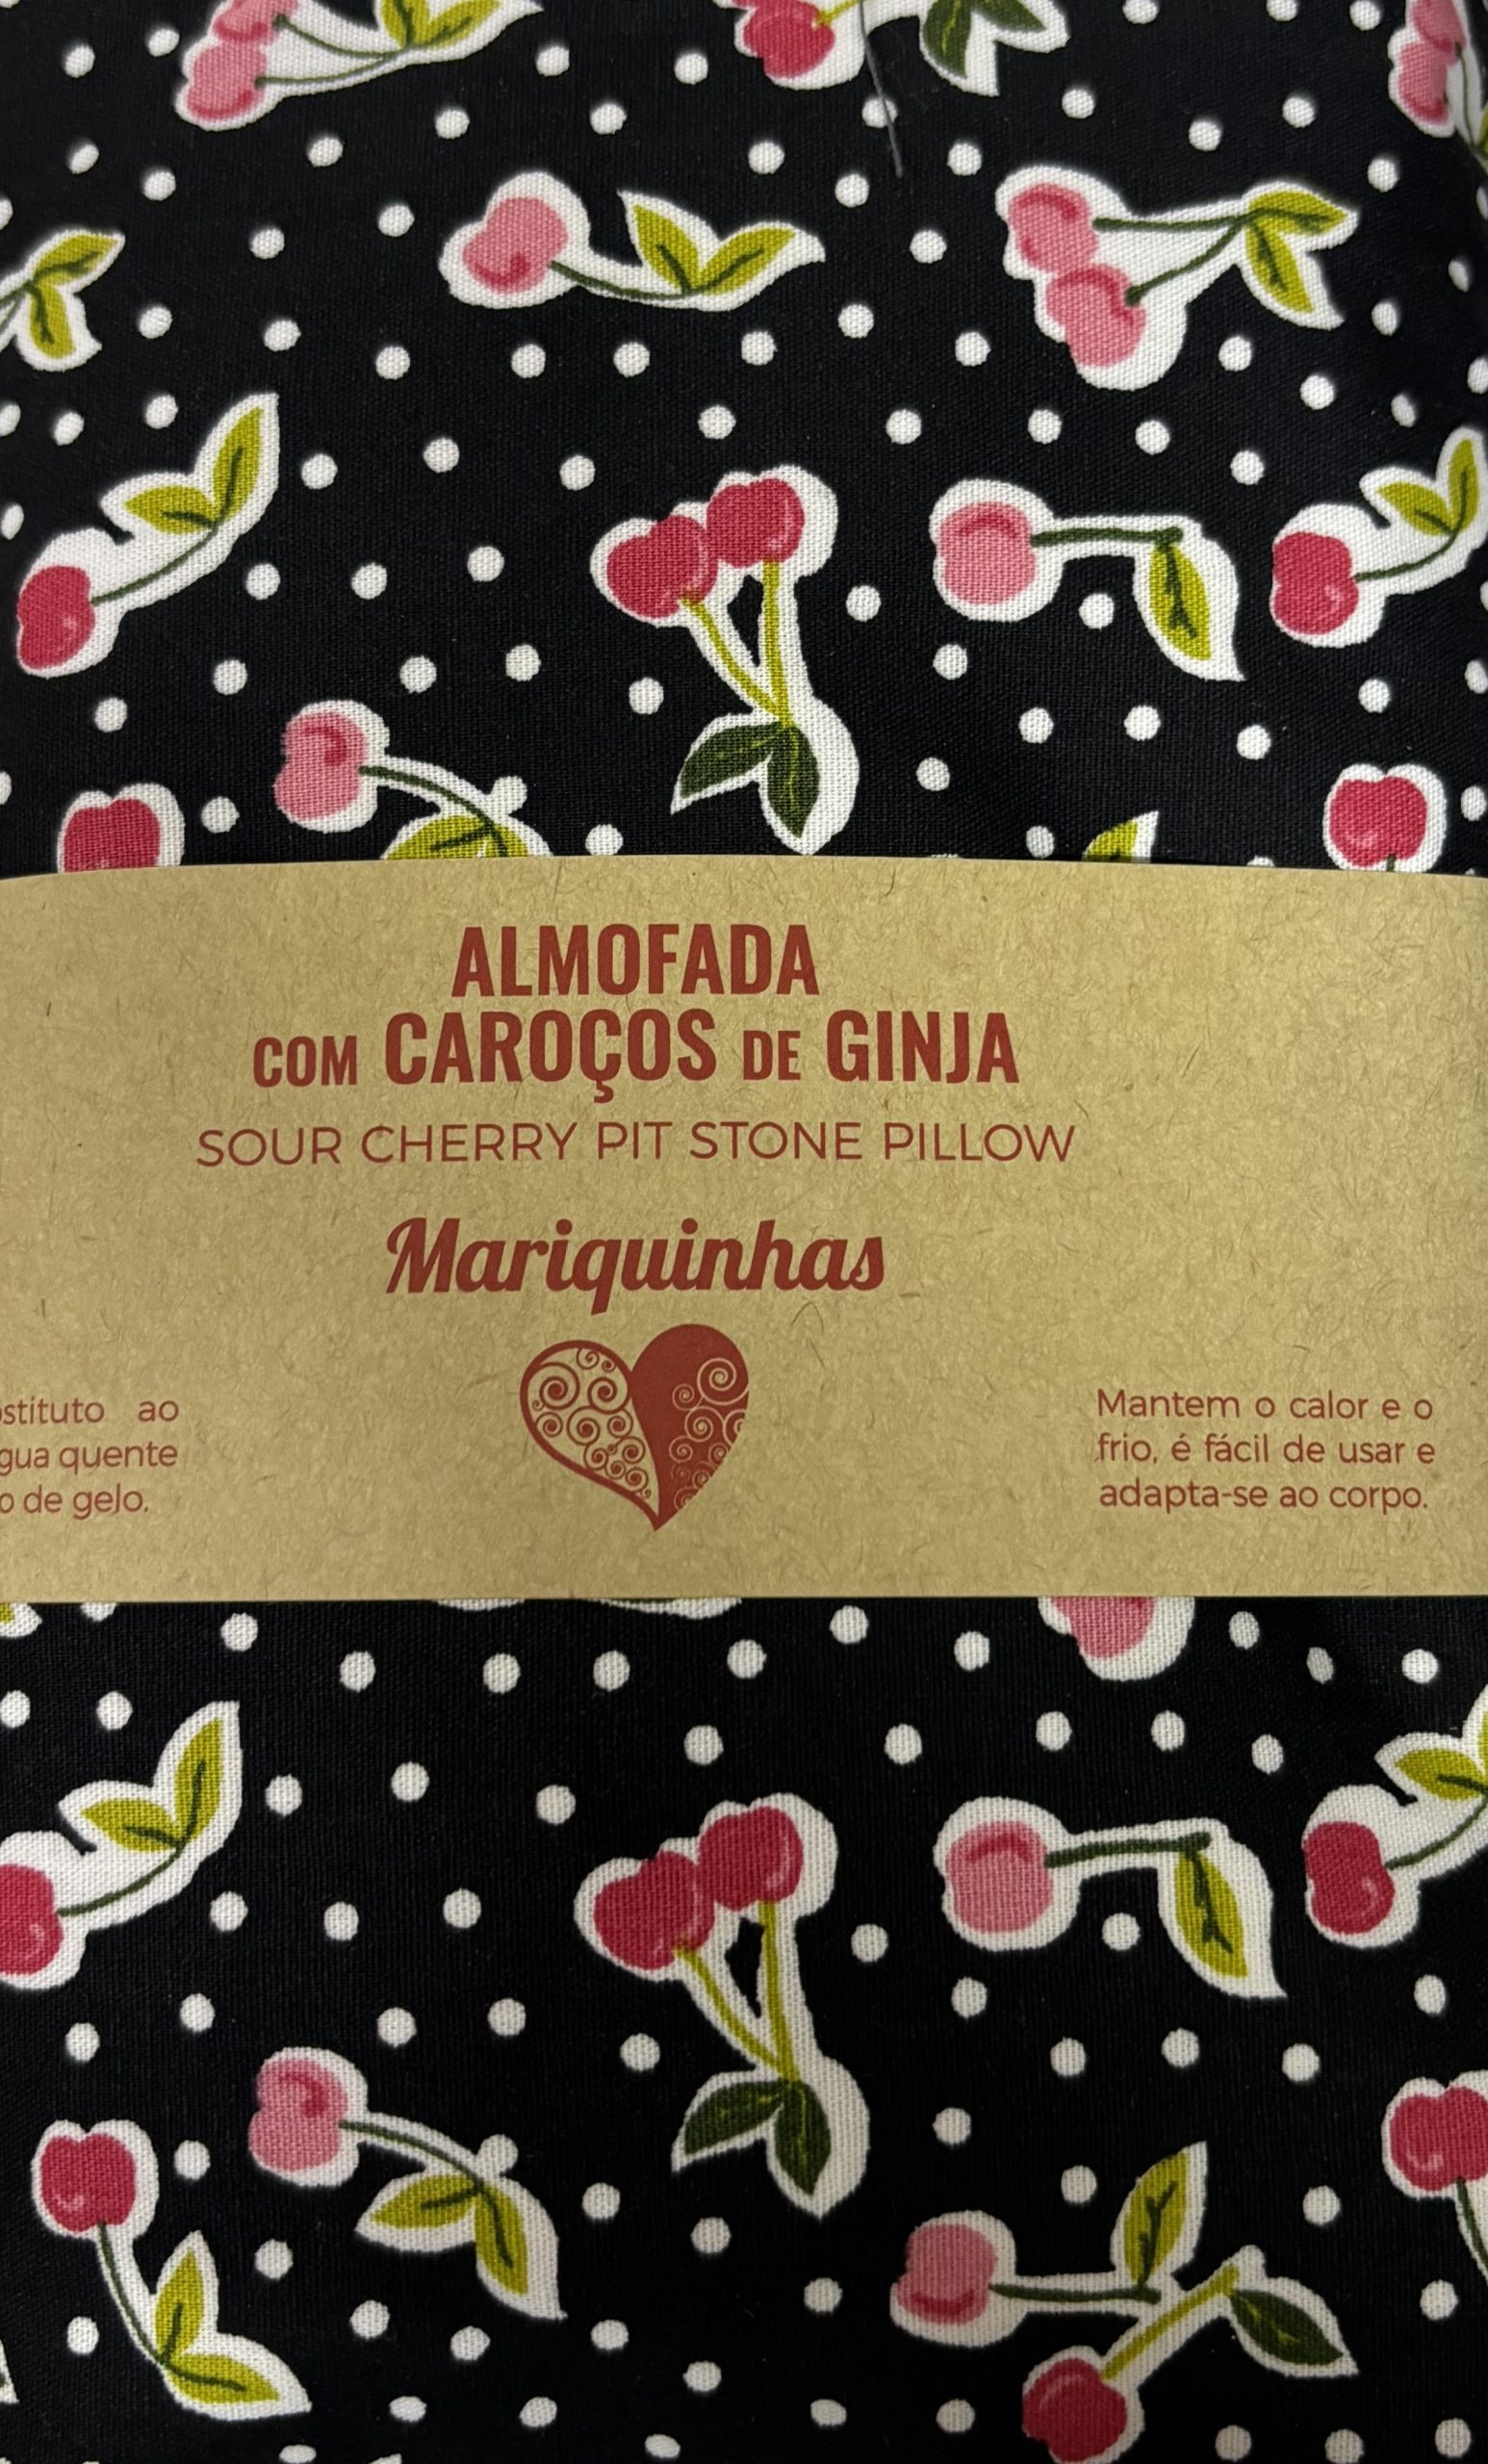 ALMOFADA
COM CAROÇOS DE GINJA
SOUR CHERRY PIT STONE PILLOW
Mariquinhas
ao
quente
de gelo.
Mantem o calor e o
frio, é fácil de usar e
adapta-se ao corpo.